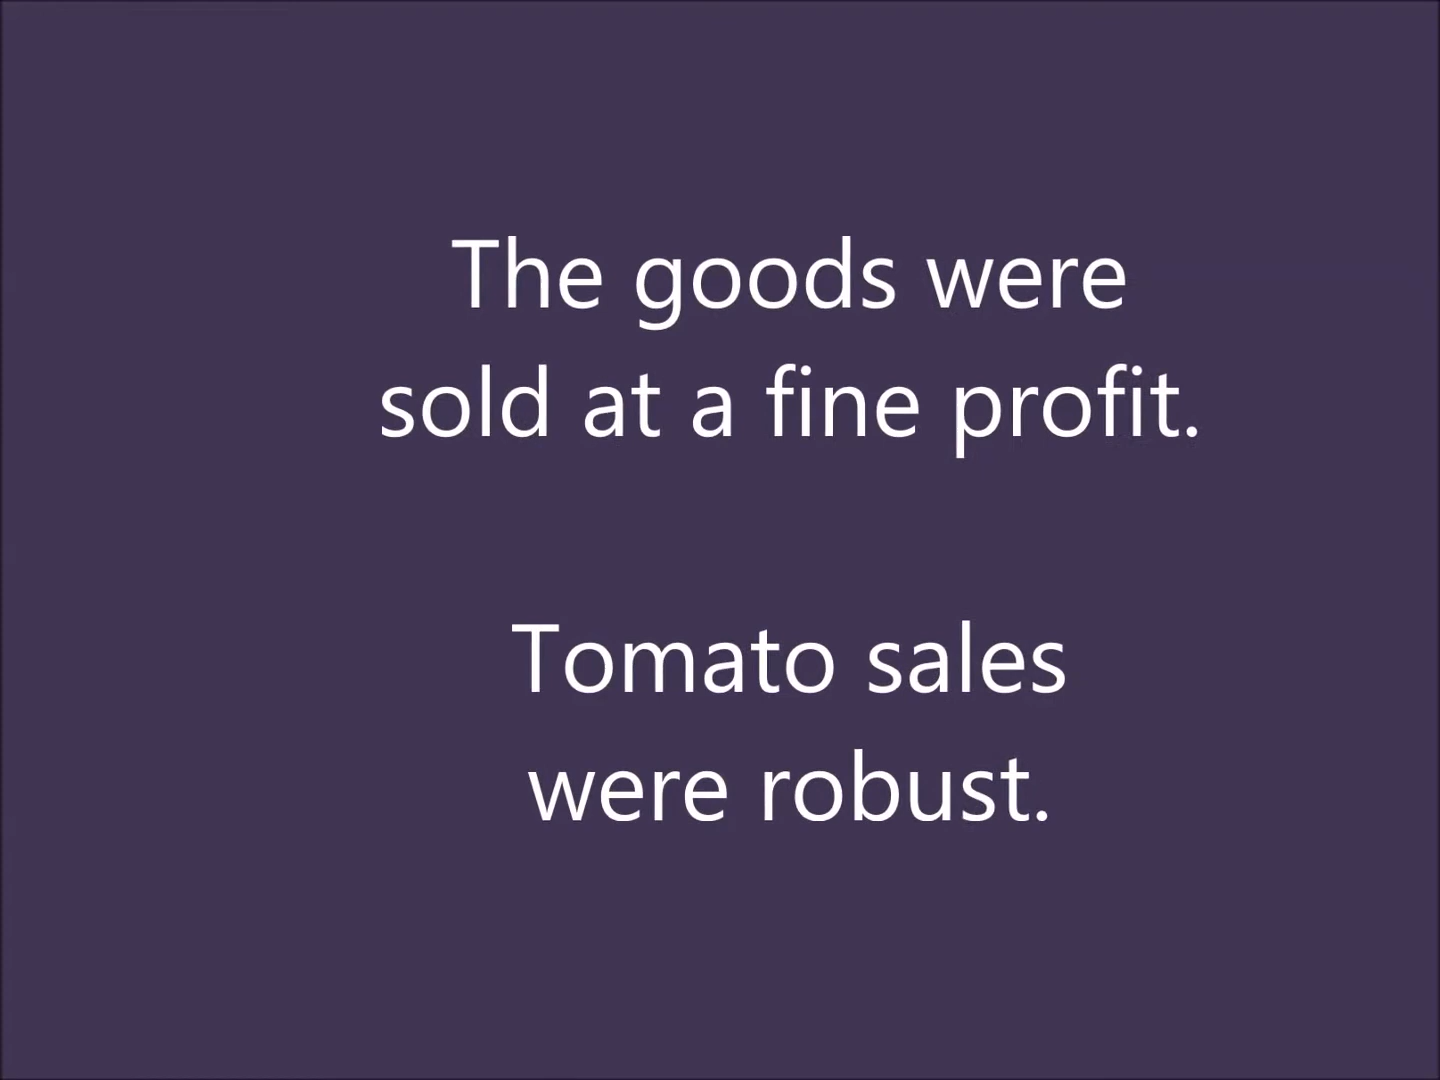 The goods were
sold at a fine profit.
Tomato sales
were robust.